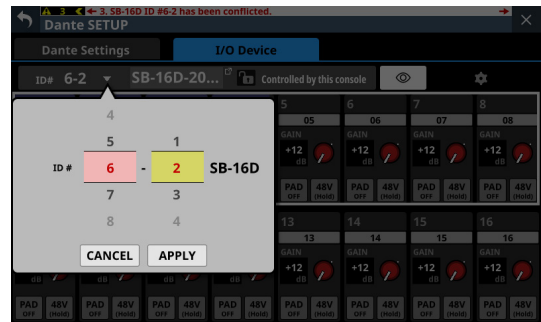 3 ← 3. SB-16D ID #6-2 has been conflicted. →
Dante SETUP
Dante Settings I/O Device
ID# 6-2 SB-16D-20... Controlled by this console
5 6 7 8
05 06 07 08
GAIN GAIN GAIN GAIN
+12 +12 +12 +12
dB dB dB dB
PAD 48V PAD 48V PAD 48V PAD 48V
OFF (Hold) OFF (Hold) OFF (Hold) OFF (Hold)
4
5 1
ID # 6 - 2 SB-16D
7 3
8 4
CANCEL APPLY
13 14 15 16
13 14 15 16
GAIN GAIN GAIN GAIN
+12 +12 +12 +12
dB dB dB dB dB dB dB dB
PAD 48V PAD 48V PAD 48V PAD 48V PAD 48V PAD 48V PAD 48V PAD 48V
OFF (Hold) OFF (Hold) OFF (Hold) OFF (Hold) OFF (Hold) OFF (Hold) OFF (Hold) OFF (Hold)